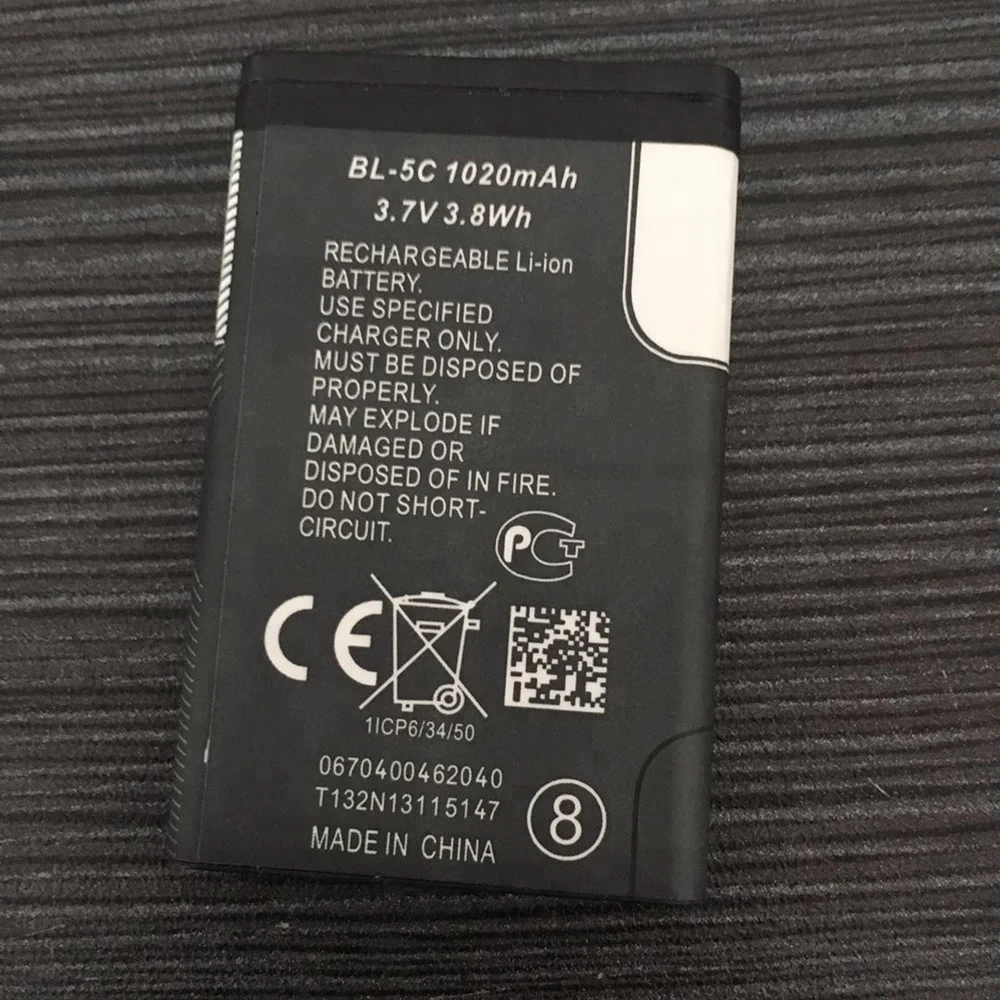 BL-5C 1020mAh
3.7V 3.8Wh
RECHARGEABLE Li-ion
BATTERY.
USE SPECIFIED
CHARGER ONLY.
MUST BE DISPOSED OF
PROPERLY.
MAY EXPLODE IF
DAMAGED OR
DISPOSED OF IN FIRE.
DO NOT SHORT-
CIRCUIT.
PCT
CE
1ICP6/34/50
0670400462040
T132N13115147
MADE IN CHINA
8